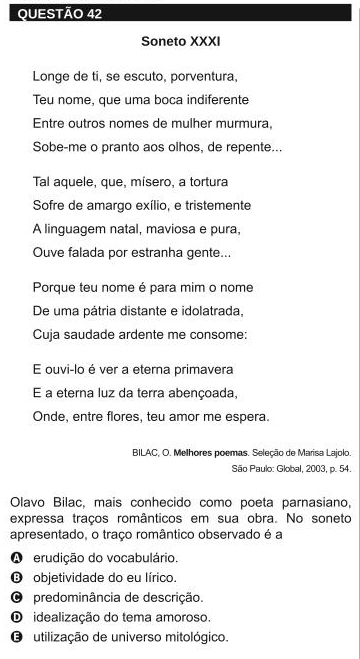 QUESTÃO 42
Soneto XXXI
Longe de ti, se escuto, porventura,
Teu nome, que uma boca indiferente
Entre outros nomes de mulher murmura,
Sobe-me o pranto aos olhos, de repente...
Tal aquele, que, mísero, a tortura
Sofre de amargo exílio, e tristemente
A linguagem natal, maviosa e pura,
Ouve falada por estranha gente...
Porque teu nome é para mim o nome
De uma pátria distante e idolatrada,
Cuja saudade ardente me consome:
E ouvi-lo é ver a eterna primavera
E a eterna luz da terra abençoada,
Onde, entre flores, teu amor me espera.
BILAC, O. Melhores poemas. Seleção de Marisa Lajolo.
São Paulo: Global, 2003, p. 54.
Olavo Bilac, mais conhecido como poeta parnasiano,
expressa traços românticos em sua obra. No soneto
apresentado, o traço romântico observado é a
A erudição do vocabulário.
B objetividade do eu lírico.
C predominância de descrição.
D idealização do tema amoroso.
E utilização de universo mitológico.